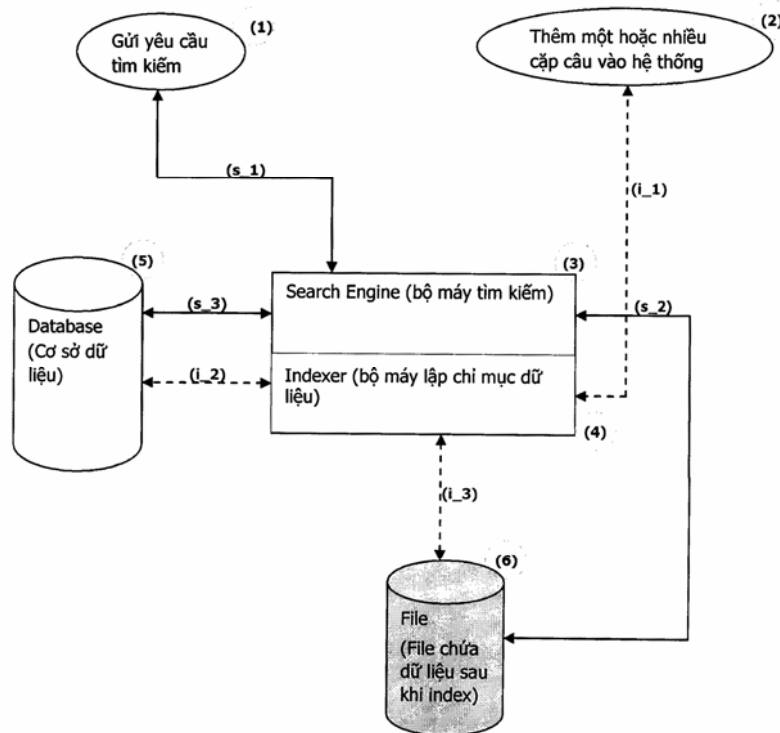 (1)
Gửi yêu cầu
tìm kiếm
(2)
Thêm một hoặc nhiều
cặp câu vào hệ thống
(s_1)
(i_1)
(3)
(5)
Search Engine (bộ máy tìm kiếm)
(s_3)
(s_2)
Database
(Cơ sở dữ
liệu)
(i_2)
Indexer (bộ máy lập chỉ mục dữ
liệu)
(4)
(i_3)
(6)
File
(File chứa
dữ liệu sau
khi index)